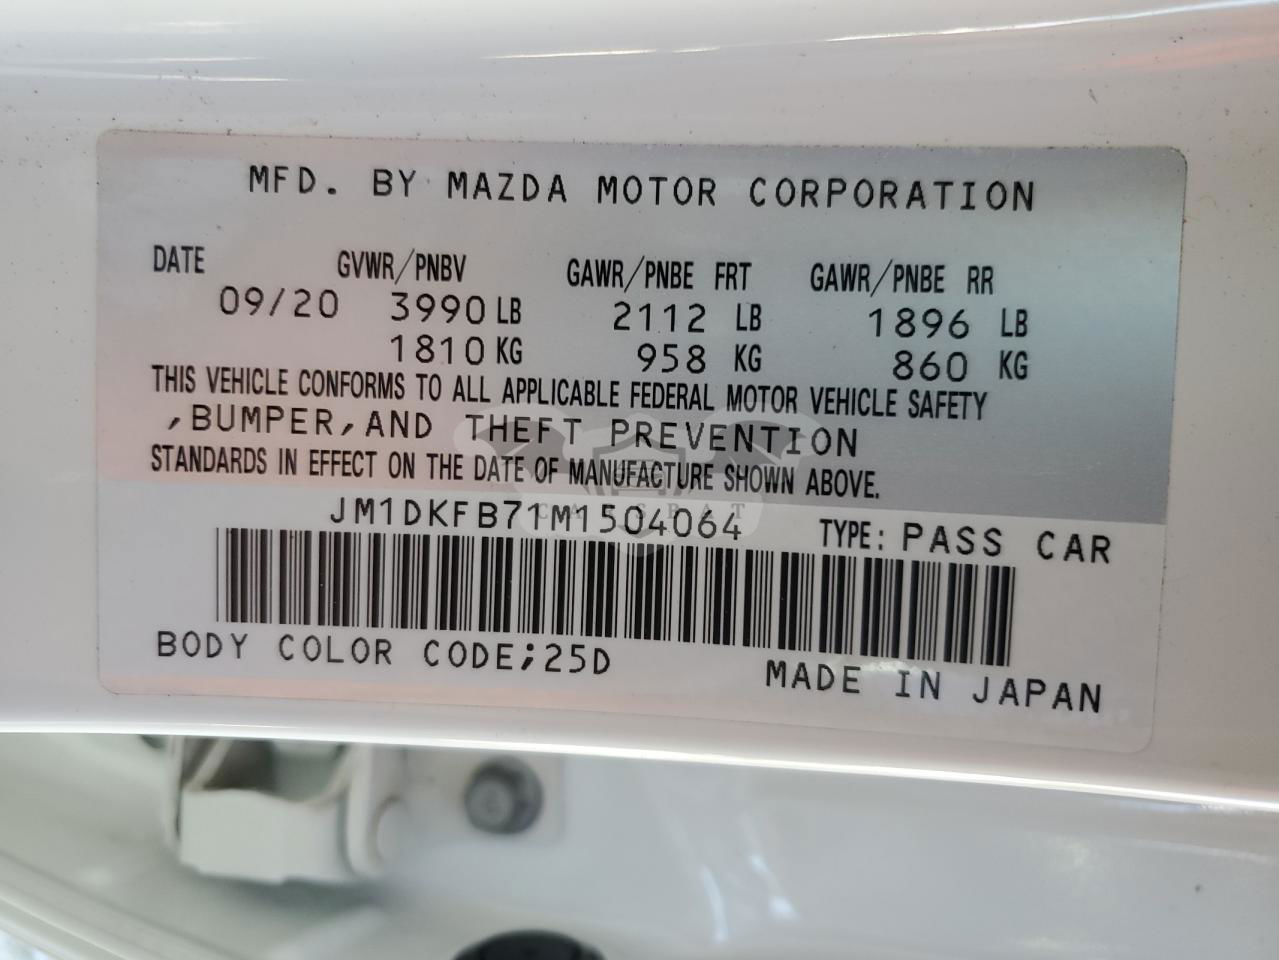 MFD. BY MAZDA MOTOR CORPORATION
DATE GVWR/PNBV GAWR/PNBE FRT GAWR/PNBE RR
09/20 3990 LB 2112 LB 1896 LB
1810 KG 958 KG 860 KG
THIS VEHICLE CONFORMS TO ALL APPLICABLE FEDERAL MOTOR VEHICLE SAFETY
,BUMPER,AND THEFT PREVENTION
STANDARDS IN EFFECT ON THE DATE OF MANUFACTURE SHOWN ABOVE.
JM1DKFB71M1504064 TYPE: PASS CAR
BODY COLOR CODE;25D MADE IN JAPAN